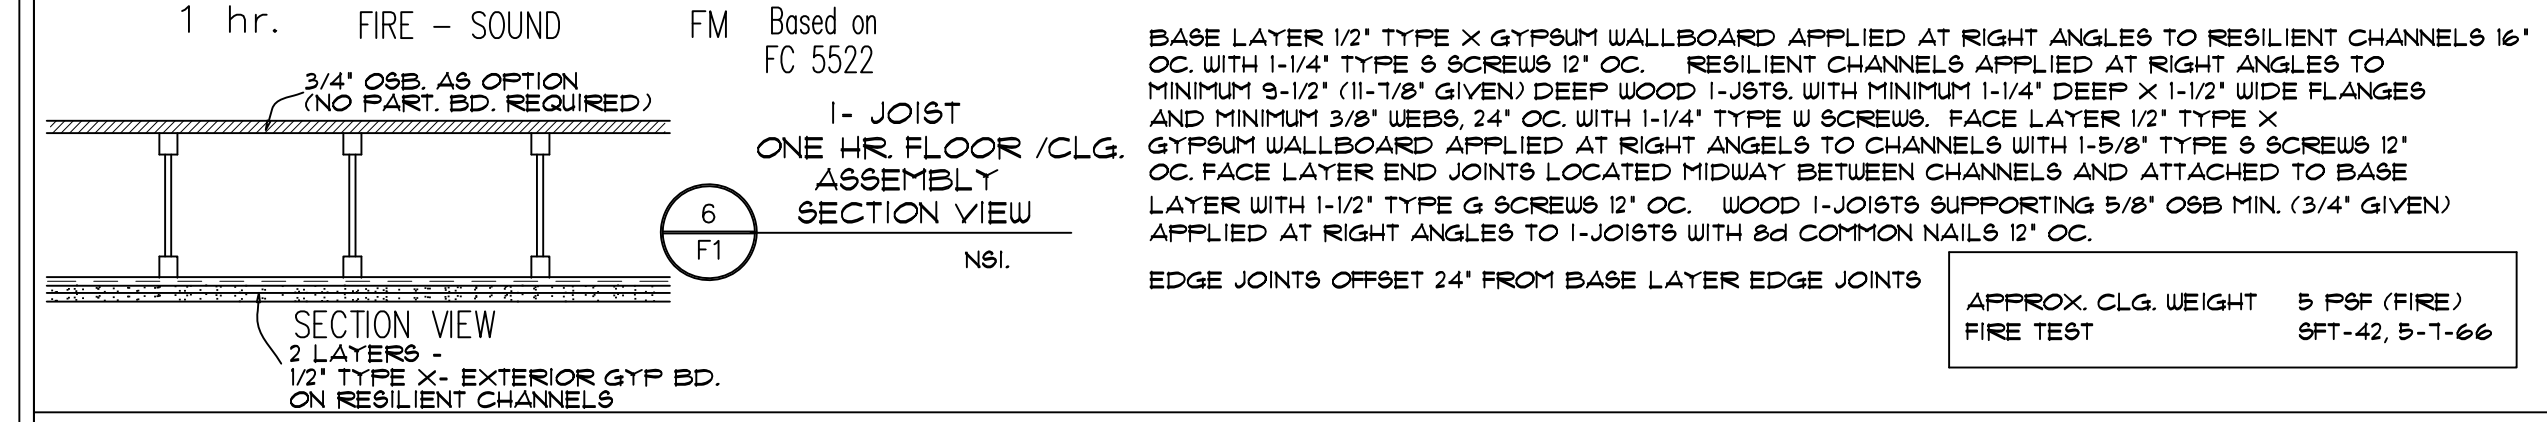 1 hr. FIRE - SOUND FM Based on
FC 5522
3/4" OSB. AS OPTION
(NO PART. BD. REQUIRED)
I- JOIST
ONE HR. FLOOR /CLG.
ASSEMBLY
SECTION VIEW
6
F1
NSI.
SECTION VIEW
2 LAYERS -
1/2" TYPE X- EXTERIOR GYP BD.
ON RESILIENT CHANNELS
BASE LAYER 1/2" TYPE X GYPSUM WALLBOARD APPLIED AT RIGHT ANGLES TO RESILIENT CHANNELS 16"
OC. WITH 1-1/4" TYPE S SCREWS 12" OC. RESILIENT CHANNELS APPLIED AT RIGHT ANGLES TO
MINIMUM 9-1/2" (11-7/8" GIVEN) DEEP WOOD I-JSTS. WITH MINIMUM 1-1/4" DEEP X 1-1/2" WIDE FLANGES
AND MINIMUM 3/8" WEBS, 24" OC. WITH 1-1/4" TYPE W SCREWS. FACE LAYER 1/2" TYPE X
GYPSUM WALLBOARD APPLIED AT RIGHT ANGELS TO CHANNELS WITH 1-5/8" TYPE S SCREWS 12"
OC. FACE LAYER END JOINTS LOCATED MIDWAY BETWEEN CHANNELS AND ATTACHED TO BASE
LAYER WITH 1-1/2" TYPE G SCREWS 12" OC. WOOD I-JOISTS SUPPORTING 5/8" OSB MIN. (3/4" GIVEN)
APPLIED AT RIGHT ANGLES TO I-JOISTS WITH 8d COMMON NAILS 12" OC.
EDGE JOINTS OFFSET 24" FROM BASE LAYER EDGE JOINTS
APPROX. CLG. WEIGHT 5 PSF (FIRE)
FIRE TEST SFT-42, 5-7-66